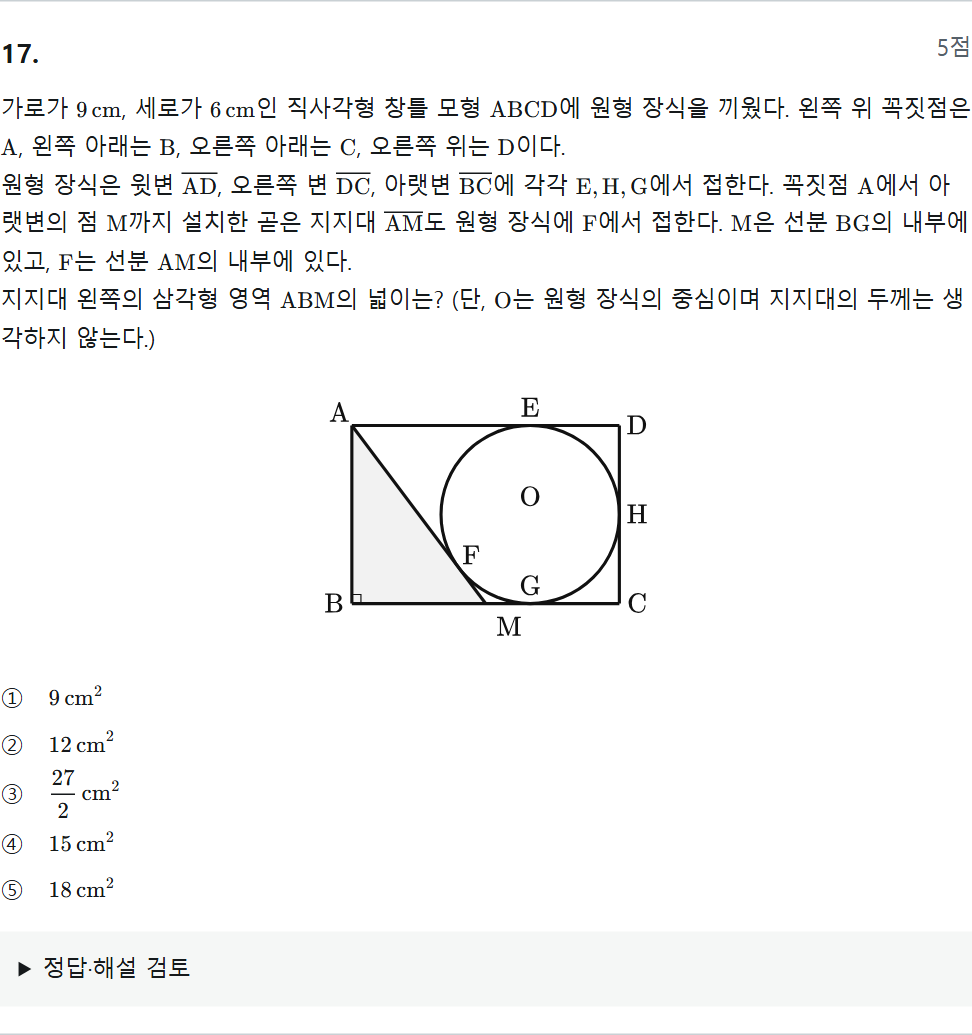 17.
5점
가로가 9 cm, 세로가 6 cm인 직사각형 창틀 모형 ABCD에 원형 장식을 끼웠다. 왼쪽 위 꼭짓점은
A, 왼쪽 아래는 B, 오른쪽 아래는 C, 오른쪽 위는 D이다.
원형 장식은 윗변 AD, 오른쪽 변 DC, 아랫변 BC에 각각 E, H, G에서 접한다. 꼭짓점 A에서 아
랫변의 점 M까지 설치한 곧은 지지대 AM도 원형 장식에 F에서 접한다. M은 선분 BG의 내부에
있고, F는 선분 AM의 내부에 있다.
지지대 왼쪽의 삼각형 영역 ABM의 넓이는? (단, O는 원형 장식의 중심이며 지지대의 두께는 생
각하지 않는다.)
A
E
D
O
H
F
G
B
C
M
① 9 cm²
② 12 cm²
③ 27/2 cm²
④ 15 cm²
⑤ 18 cm²
▶ 정답·해설 검토